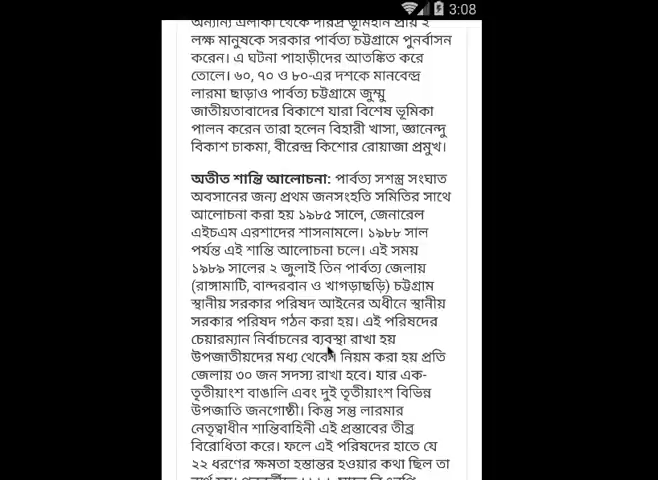 3:08
অন্যান্য এলাকা থেকে দরিদ্র ভূমিহীন প্রায় ২
লক্ষ মানুষকে সরকার পার্বত্য চট্টগ্রামে পুনর্বাসন
করেন। এ ঘটনা পাহাড়ীদের আতঙ্কিত করে
তোলে। ৬০, ৭০ ও ৮০-এর দশকে মানবেন্দ্র
লারমা ছাড়াও পার্বত্য চট্টগ্রামে জুম্মু
জাতীয়তাবাদের বিকাশে যারা বিশেষ ভূমিকা
পালন করেন তারা হলেন বিহারী খাসা, জ্ঞানেন্দু
বিকাশ চাকমা, বীরেন্দ্র কিশোর রোয়াজা প্রমুখ।
অতীত শান্তি আলোচনা: পার্বত্য সশস্ত্র সংঘাত
অবসানের জন্য প্রথম জনসংহতি সমিতির সাথে
আলোচনা করা হয় ১৯৮৫ সালে, জেনারেল
এইচএম এরশাদের শাসনামলে। ১৯৮৮ সাল
পর্যন্ত এই শান্তি আলোচনা চলে। এই সময়
১৯৮৯ সালের ২ জুলাই তিন পার্বত্য জেলায়
(রাঙ্গামাটি, বান্দরবান ও খাগড়াছড়ি) চট্টগ্রাম
স্থানীয় সরকার পরিষদ আইনের অধীনে স্থানীয়
সরকার পরিষদ গঠন করা হয়। এই পরিষদের
চেয়ারম্যান নির্বাচনের ব্যবস্থা রাখা হয়
উপজাতীয়দের মধ্য থেকে। নিয়ম করা হয় প্রতি
জেলায় ৩০ জন সদস্য রাখা হবে। যার এক-
তৃতীয়াংশ বাঙালি এবং দুই তৃতীয়াংশ বিভিন্ন
উপজাতি জনগোষ্ঠী। কিন্তু সন্তু লারমার
নেতৃত্বাধীন শান্তিবাহিনী এই প্রস্তাবের তীব্র
বিরোধিতা করে। ফলে এই পরিষদের হাতে যে
২২ ধরণের ক্ষমতা হস্তান্তর হওয়ার কথা ছিল তা